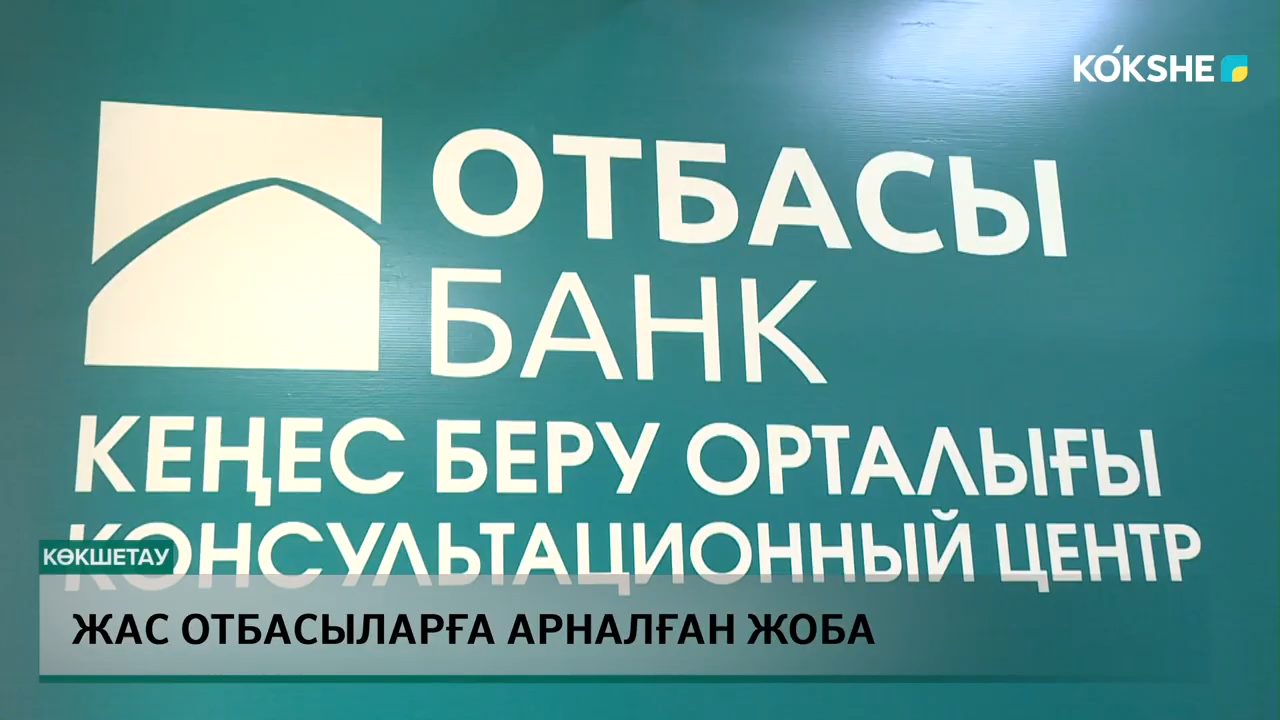 KÓKSHE
ОТБАСЫ
БАНК
КЕҢЕС БЕРУ ОРТАЛЫҒЫ
КОНСУЛЬТАЦИОННЫЙ ЦЕНТР
КӨКШЕТАУ
ЖАС ОТБАСЫЛАРҒА АРНАЛҒАН ЖОБА